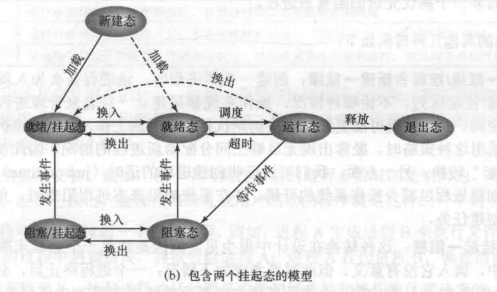 新建态
加载
加载
换出
就绪/挂起态
换入
换出
就绪态
调度
超时
运行态
释放
退出态
发生事件
发生事件
等待事件
阻塞/挂起态
换入
换出
阻塞态
(b) 包含两个挂起态的模型